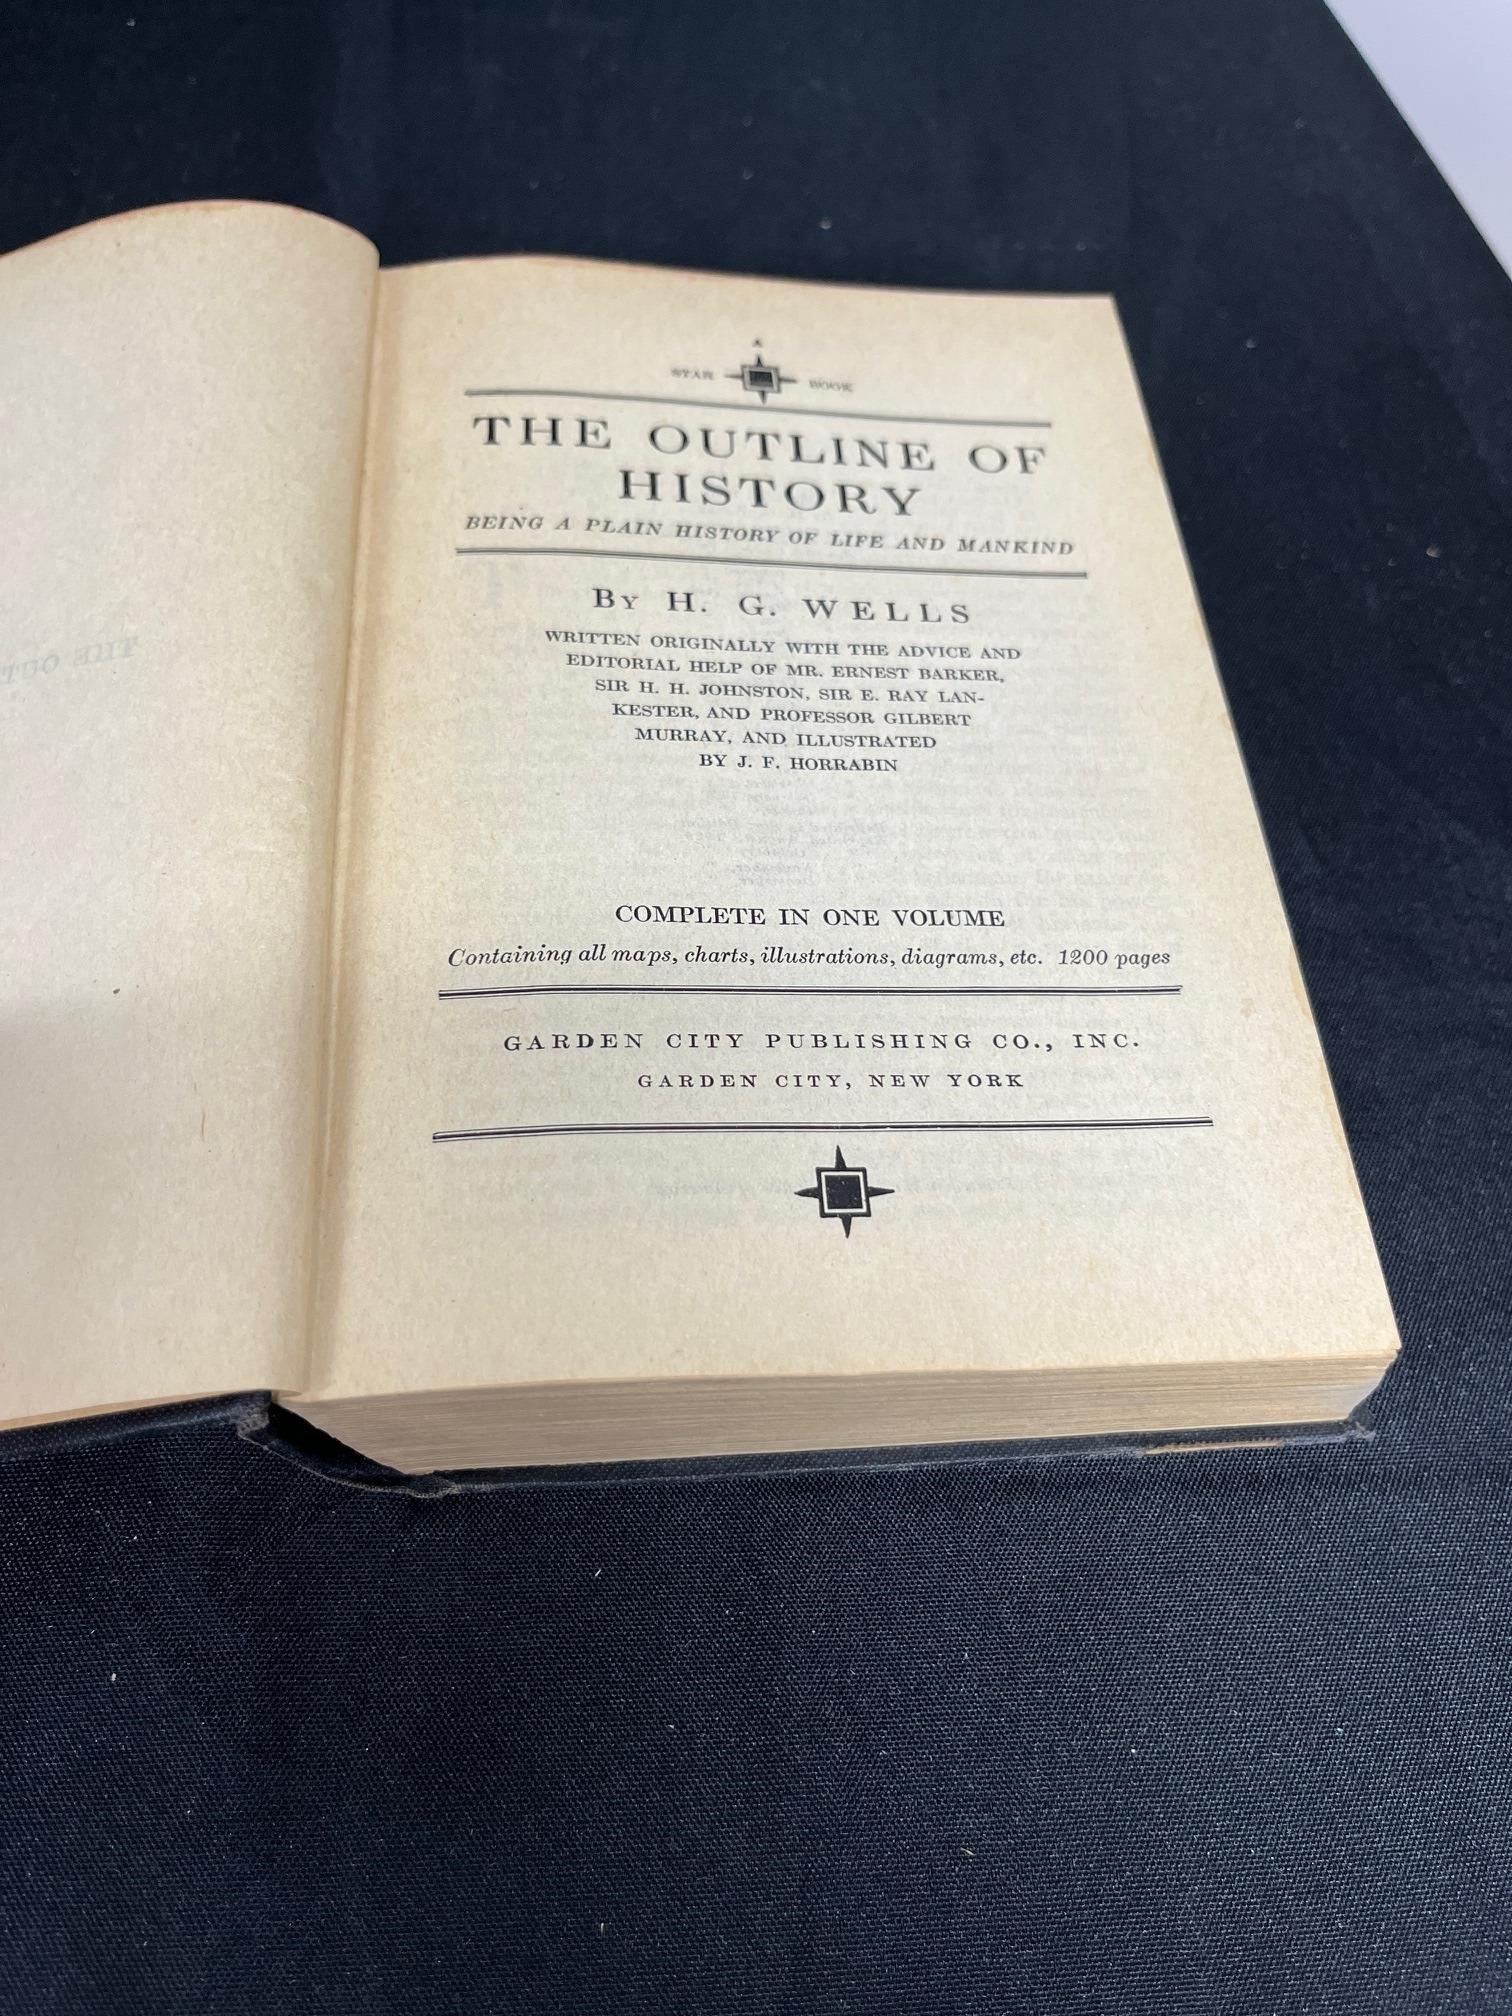 A
STAR BOOK
THE OUTLINE OF
HISTORY
BEING A PLAIN HISTORY OF LIFE AND MANKIND
BY H. G. WELLS
WRITTEN ORIGINALLY WITH THE ADVICE AND
EDITORIAL HELP OF MR. ERNEST BARKER,
SIR H. H. JOHNSTON, SIR E. RAY LAN-
KESTER, AND PROFESSOR GILBERT
MURRAY, AND ILLUSTRATED
BY J. F. HORRABIN
COMPLETE IN ONE VOLUME
Containing all maps, charts, illustrations, diagrams, etc. 1200 pages
GARDEN CITY PUBLISHING CO., INC.
GARDEN CITY, NEW YORK